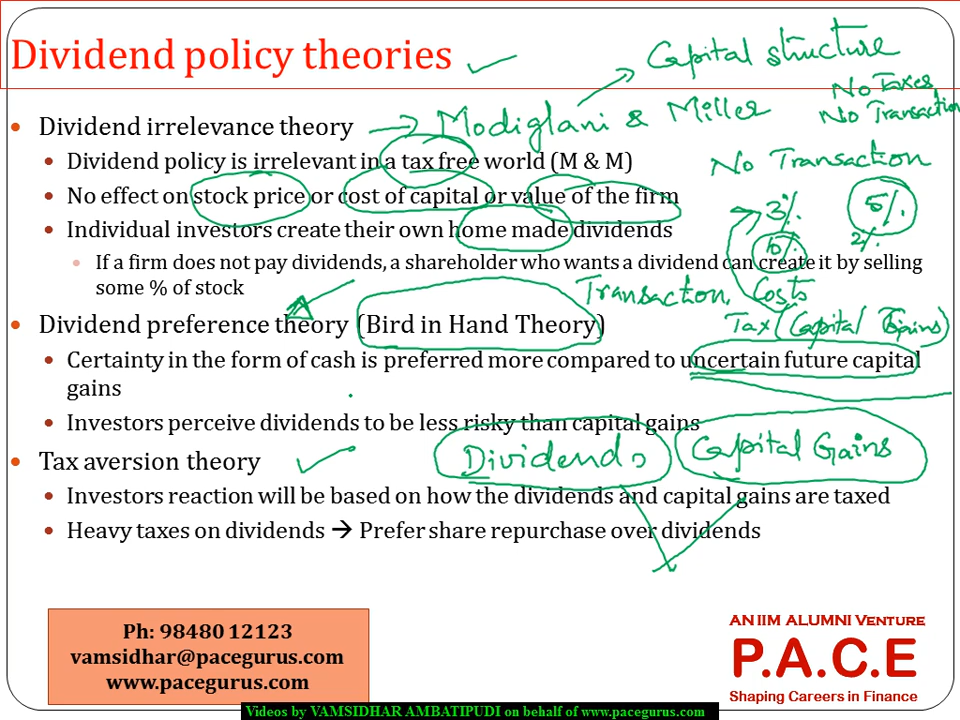 Dividend policy theories
Capital structure
No Taxes
No Transaction
• Dividend irrelevance theory
Modiglani & Miller
• Dividend policy is irrelevant in a tax free world (M & M)
No Transaction
• No effect on stock price or cost of capital or value of the firm
3% 5%
• Individual investors create their own home made dividends
10% 2%
• If a firm does not pay dividends, a shareholder who wants a dividend can create it by selling
some % of stock
Transaction Costs
• Dividend preference theory (Bird in Hand Theory)
Tax (Capital Gains)
• Certainty in the form of cash is preferred more compared to uncertain future capital
gains
• Investors perceive dividends to be less risky than capital gains
• Tax aversion theory
Dividends Capital Gains
• Investors reaction will be based on how the dividends and capital gains are taxed
• Heavy taxes on dividends → Prefer share repurchase over dividends
Ph: 98480 12123
vamsidhar@pacegurus.com
www.pacegurus.com
AN IIM ALUMNI VENTURE
P.A.C.E
Shaping Careers in Finance
Videos by VAMSIDHAR AMBATIPUDI on behalf of www.pacegurus.com